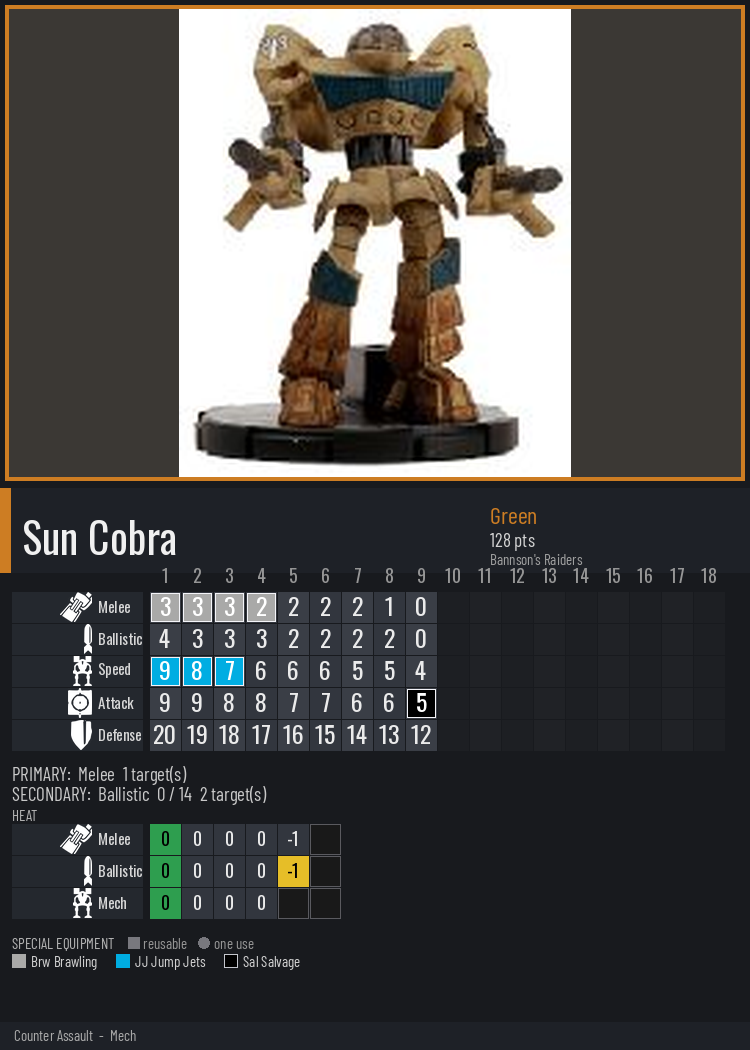 Sun Cobra
Green
128 pts
Bannson's Raiders
1 2 3 4 5 6 7 8 9 10 11 12 13 14 15 16 17 18
Melee 3 3 3 2 2 2 2 1 0
Ballistic 4 3 3 3 2 2 2 2 0
Speed 9 8 7 6 6 6 5 5 4
Attack 9 9 8 8 7 7 6 6 5
Defense 20 19 18 17 16 15 14 13 12
PRIMARY: Melee 1 target(s)
SECONDARY: Ballistic 0 / 14 2 target(s)
HEAT
Melee 0 0 0 0 -1
Ballistic 0 0 0 0 -1
Mech 0 0 0 0
SPECIAL EQUIPMENT reusable one use
Brw Brawling JJ Jump Jets Sal Salvage
Counter Assault - Mech